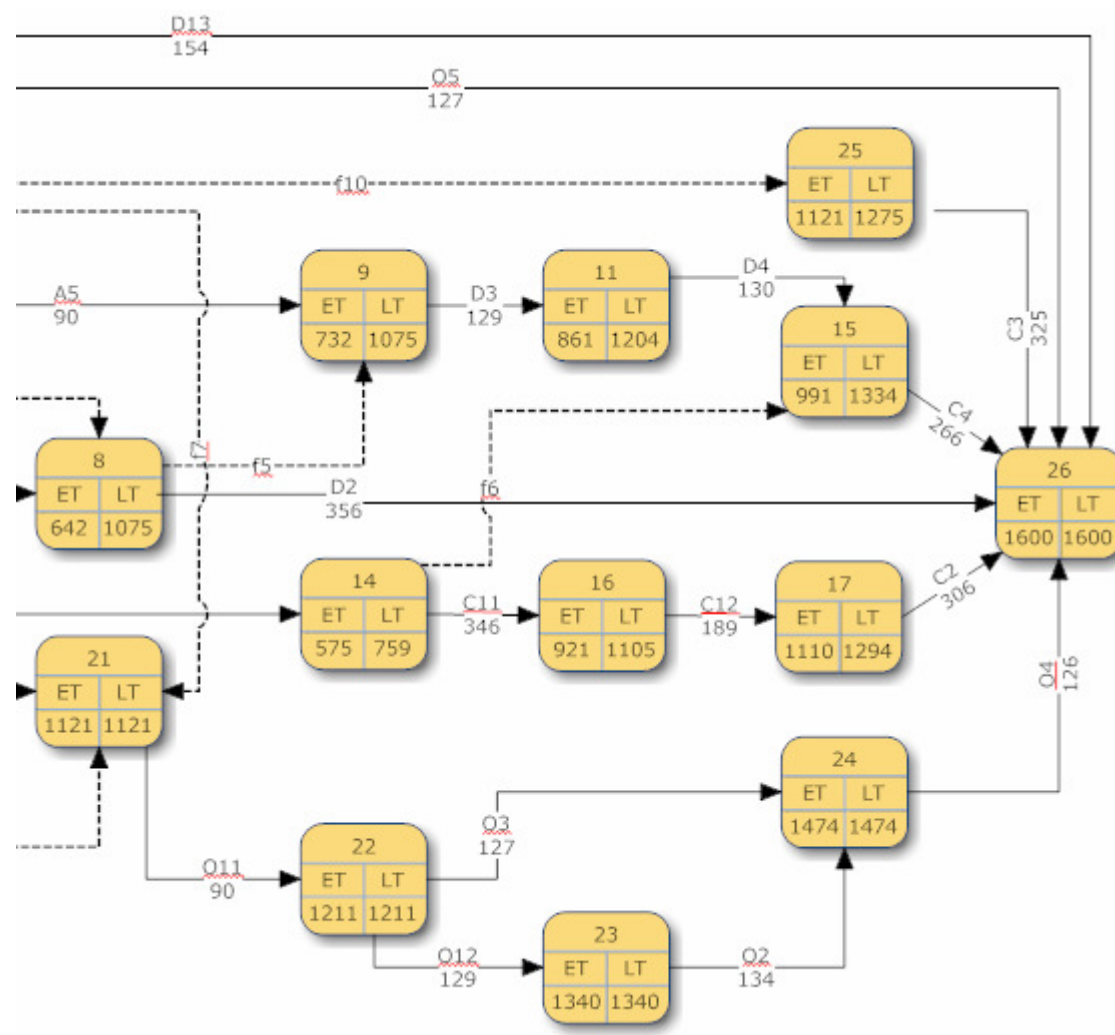 D13
154
O5
127
25
ET LT
1121 1275
f10
A5
90
9
ET LT
732 1075
D3
129
11
ET LT
861 1204
D4
130
15
ET LT
991 1334
C3
325
C4
266
8
ET LT
642 1075
f7
f5
D2
356
f6
26
ET LT
1600 1600
14
ET LT
575 759
C11
346
16
ET LT
921 1105
C12
189
17
ET LT
1110 1294
C2
306
21
ET LT
1121 1121
O4
126
24
ET LT
1474 1474
O3
127
O11
90
22
ET LT
1211 1211
O12
129
23
ET LT
1340 1340
O2
134